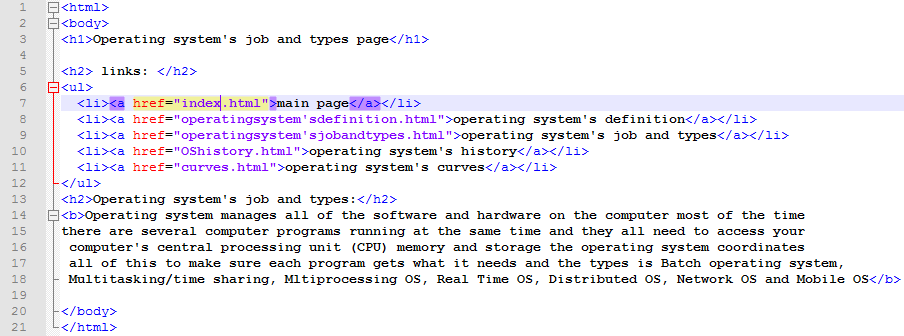 1 <html>
2 <body>
3 <h1>Operating system's job and types page</h1>
4
5 <h2> links: </h2>
6 <ul>
7 <li><a href="index.html">main page</a></li>
8 <li><a href="operatingsystem'sdefinition.html">operating system's definition</a></li>
9 <li><a href="operatingsystem'sjobandtypes.html">operating system's job and types</a></li>
10 <li><a href="OShistory.html">operating system's history</a></li>
11 <li><a href="curves.html">operating system's curves</a></li>
12 </ul>
13 <h2>Operating system's job and types:</h2>
14 <b>Operating system manages all of the software and hardware on the computer most of the time
15 there are several computer programs running at the same time and they all need to access your
16 computer's central processing unit (CPU) memory and storage the operating system coordinates
17 all of this to make sure each program gets what it needs and the types is Batch operating system,
18 Multitasking/time sharing, Mltiprocessing OS, Real Time OS, Distributed OS, Network OS and Mobile OS</b>
19
20 </body>
21 </html>